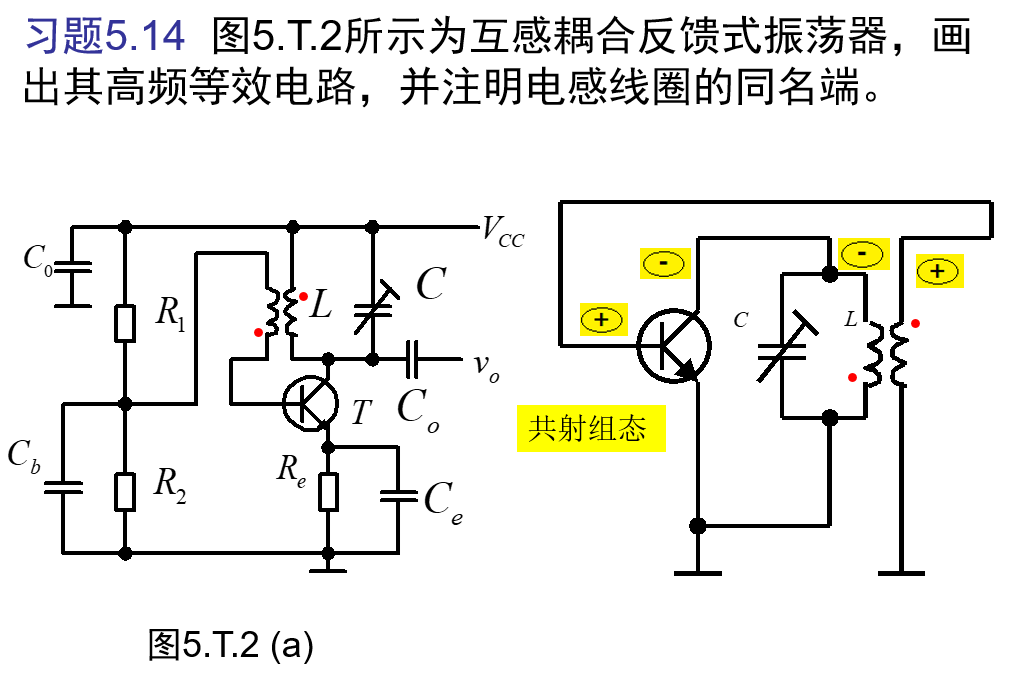 习题5.14 图5.T.2所示为互感耦合反馈式振荡器，画
出其高频等效电路，并注明电感线圈的同名端。
V_CC
C_0
R_1
L
C
v_o
T
C_o
C_b
R_2
R_e
C_e
- -
+
+
C
L
共射组态
图5.T.2 (a)